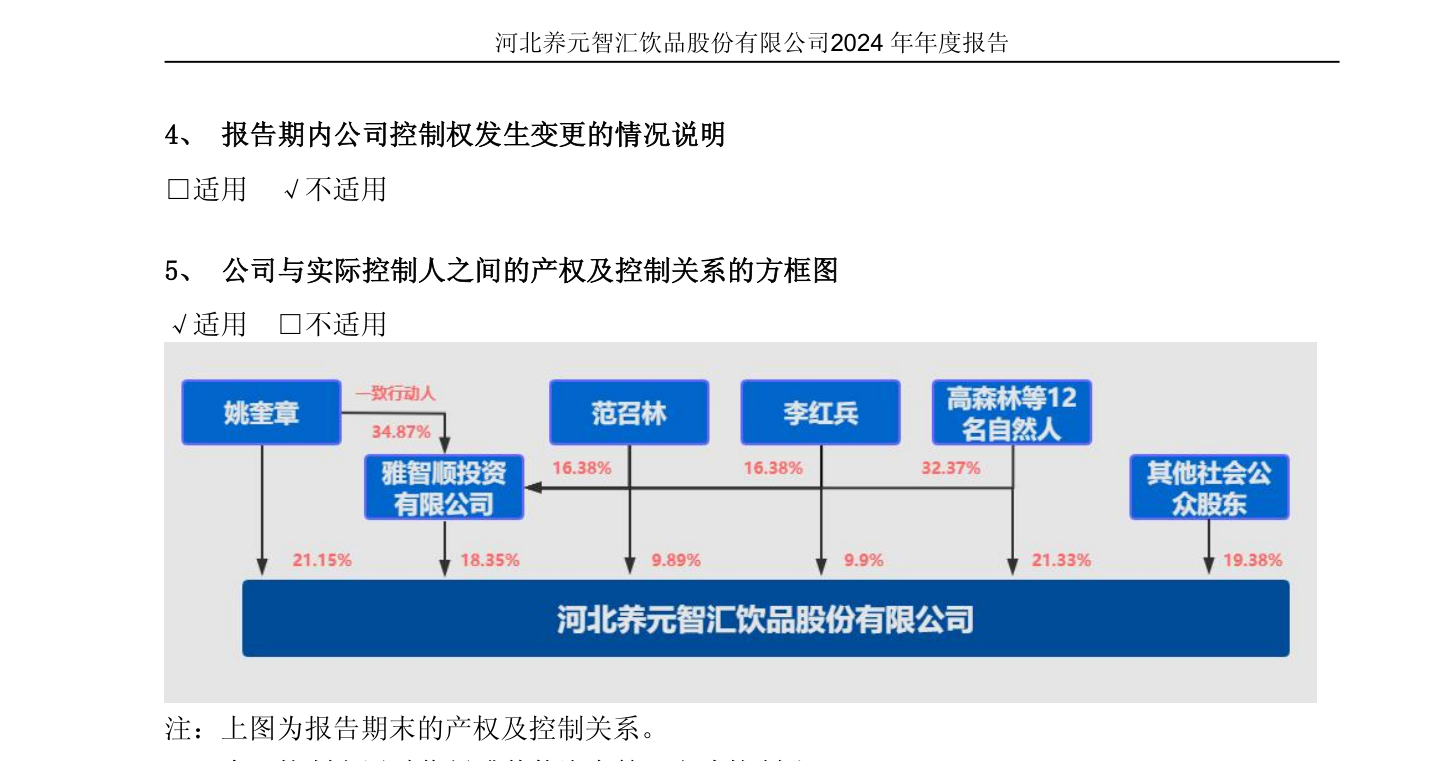 河北养元智汇饮品股份有限公司2024 年年度报告
4、 报告期内公司控制权发生变更的情况说明
□适用 √不适用
5、 公司与实际控制人之间的产权及控制关系的方框图
√适用 □不适用
姚奎章
一致行动人
34.87%
范召林
李红兵
高森林等12
名自然人
雅智顺投资
有限公司
16.38%
16.38%
32.37%
其他社会公
众股东
21.15%
18.35%
9.89%
9.9%
21.33%
19.38%
河北养元智汇饮品股份有限公司
注：上图为报告期末的产权及控制关系。